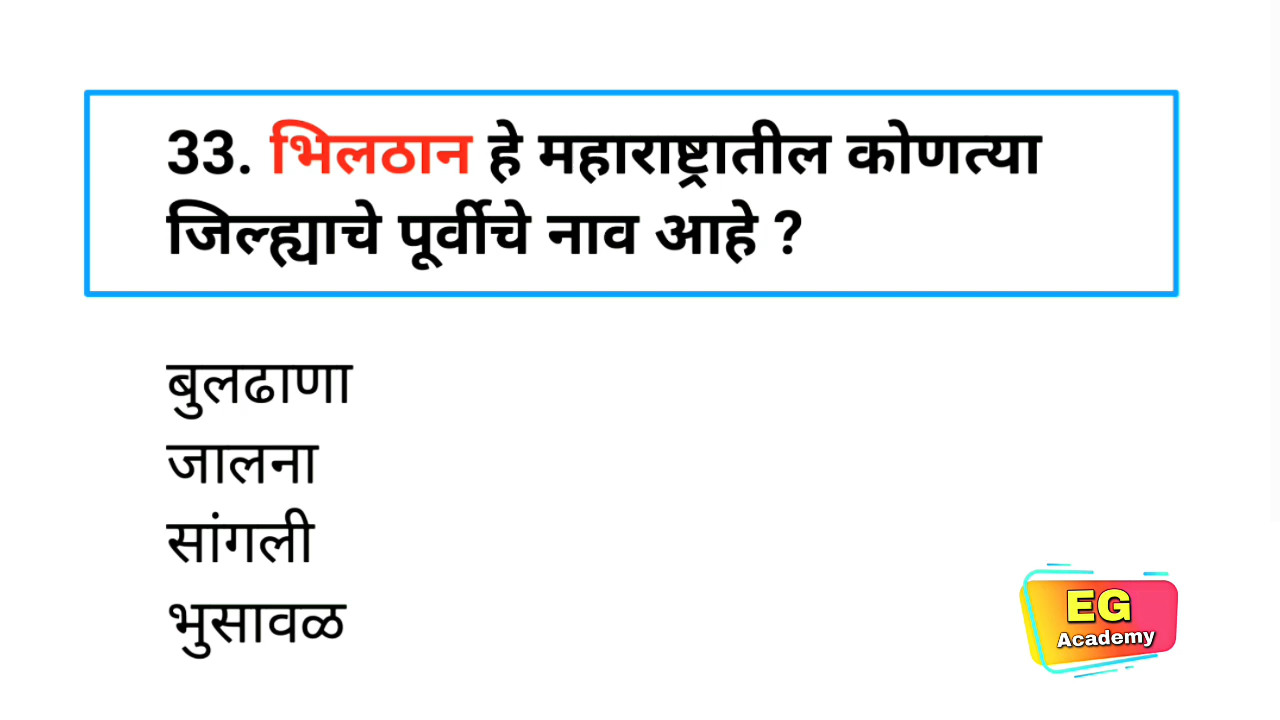 33. भिलठान हे महाराष्ट्रातील कोणत्या
जिल्ह्याचे पूर्वीचे नाव आहे ?
बुलढाणा
जालना
सांगली
भुसावळ
EG
Academy